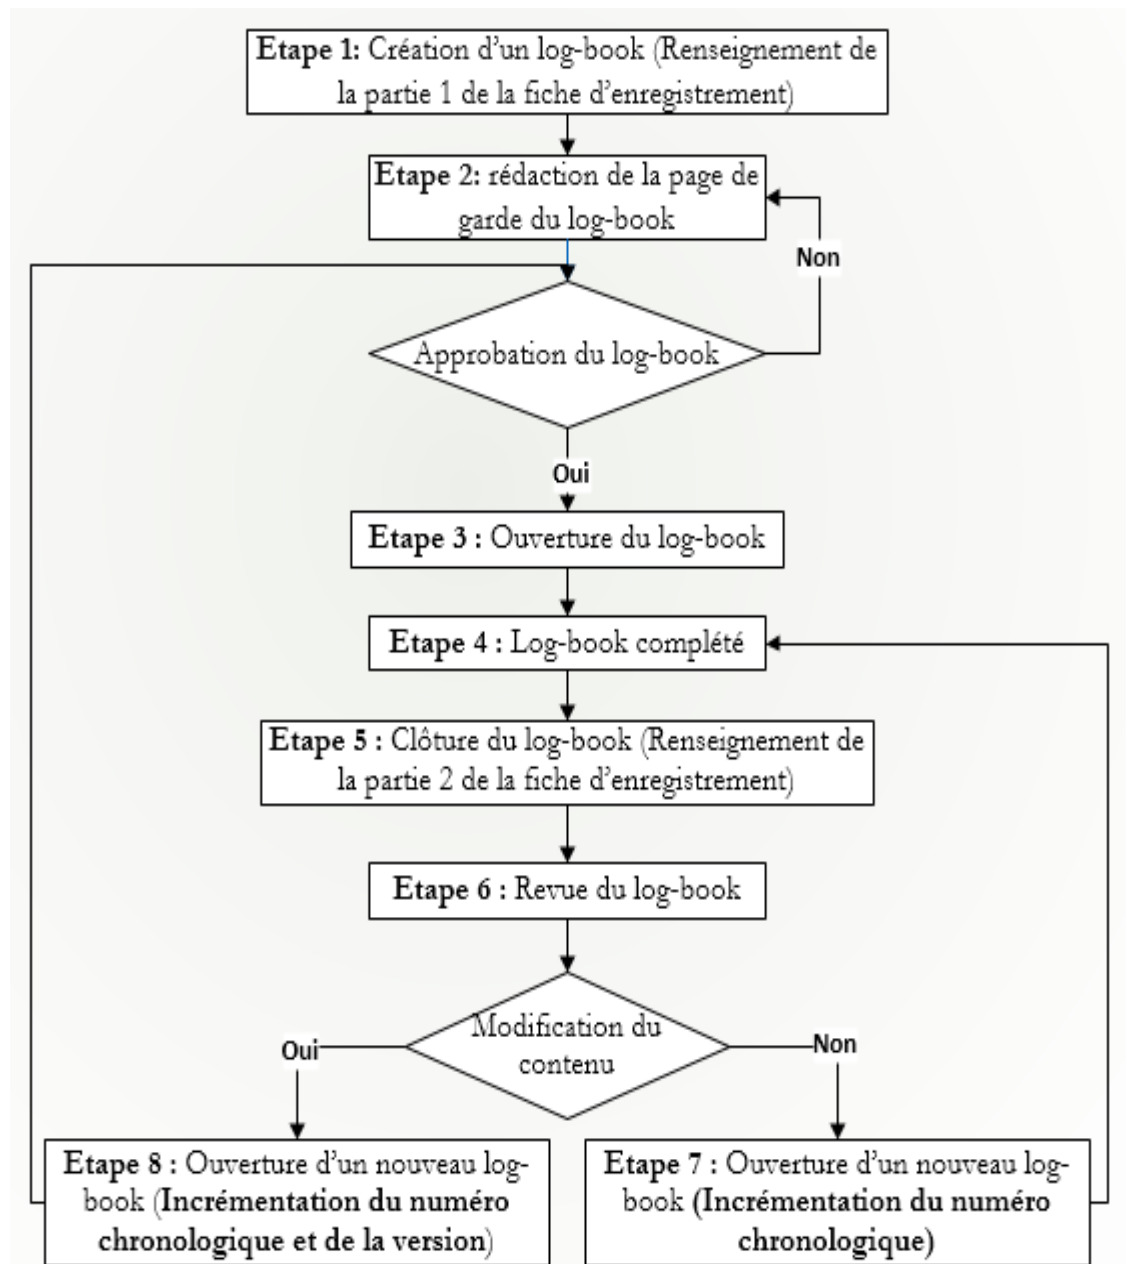 Etape 1: Création d'un log-book (Renseignement de
la partie 1 de la fiche d'enregistrement)
Etape 2: rédaction de la page de
garde du log-book
Non
Approbation du log-book
Oui
Etape 3 : Ouverture du log-book
Etape 4 : Log-book complété
Etape 5 : Clôture du log-book (Renseignement de
la partie 2 de la fiche d'enregistrement)
Etape 6 : Revue du log-book
Modification du
contenu
Oui
Non
Etape 8 : Ouverture d'un nouveau log-
book (Incrémentation du numéro
chronologique et de la version)
Etape 7 : Ouverture d'un nouveau log-
book (Incrémentation du numéro
chronologique)